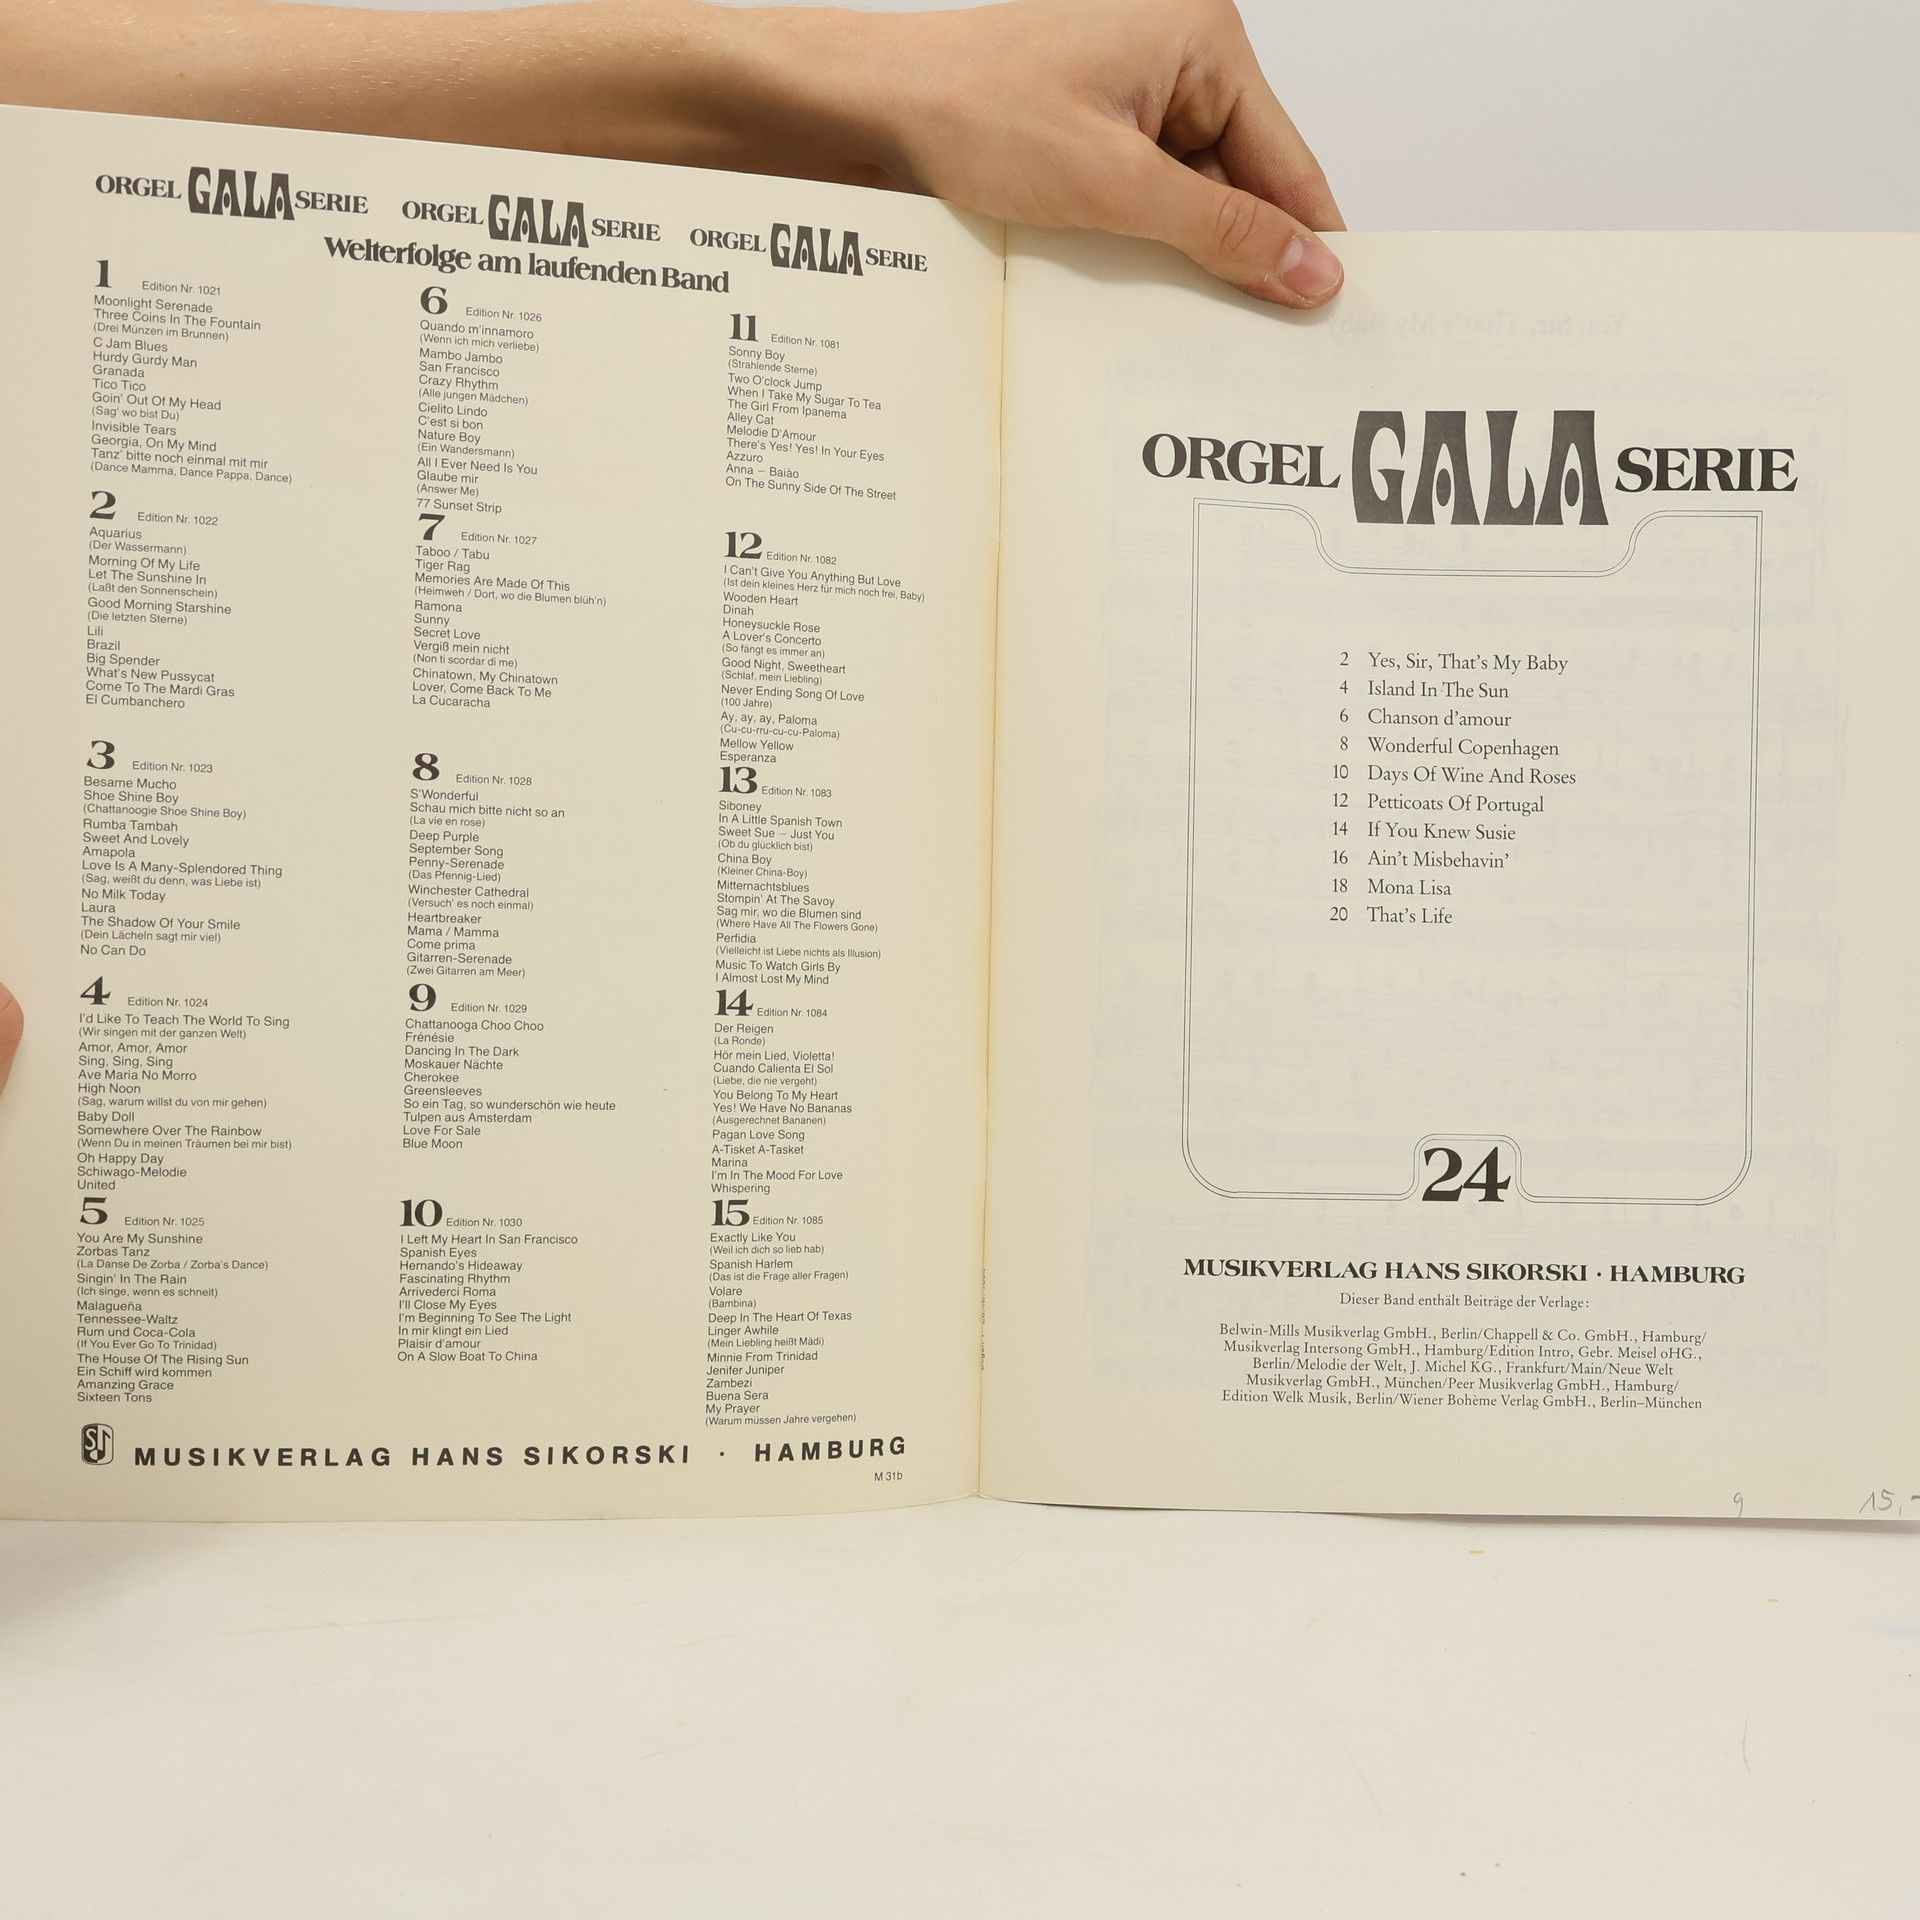 ORGEL GALA SERIE ORGEL GALA SERIE ORGEL GALA SERIE
Welterfolge am laufenden Band
1 Edition Nr. 1021
Moonlight Serenade
Three Coins In The Fountain
(Drei Münzen im Brunnen)
C Jam Blues
Hurdy Gurdy Man
Granada
Tico Tico
Goin' Out Of My Head
(Sag' wo bist Du)
Invisible Tears
Georgia, On My Mind
Tanz' bitte noch einmal mit mir
(Dance Mamma, Dance Pappa, Dance)
2 Edition Nr. 1022
Aquarius
(Der Wassermann)
Morning Of My Life
Let The Sunshine In
(Laßt den Sonnenschein)
Good Morning Starshine
(Die letzten Sterne)
Lili
Brazil
Big Spender
What's New Pussycat
Come To The Mardi Gras
El Cumbanchero
3 Edition Nr. 1023
Besame Mucho
Shoe Shine Boy
(Chattanoogie Shoe Shine Boy)
Rumba Tambah
Sweet And Lovely
Amapola
Love Is A Many-Splendored Thing
(Sag, weißt du denn, was Liebe ist)
No Milk Today
Laura
The Shadow Of Your Smile
(Dein Lächeln sagt mir viel)
No Can Do
4 Edition Nr. 1024
I'd Like To Teach The World To Sing
(Wir singen mit der ganzen Welt)
Amor, Amor, Amor
Sing, Sing, Sing
Ave Maria No Morro
High Noon
(Sag, warum willst du von mir gehen)
Baby Doll
Somewhere Over The Rainbow
(Wenn Du in meinen Träumen bei mir bist)
Oh Happy Day
Schiwago-Melodie
United
5 Edition Nr. 1025
You Are My Sunshine
Zorbas Tanz
(La Danse De Zorba / Zorba's Dance)
Singin' In The Rain
(Ich singe, wenn es schneit)
Malagueña
Tennessee-Waltz
Rum und Coca-Cola
(If You Ever Go To Trinidad)
The House Of The Rising Sun
Ein Schiff wird kommen
Amanzing Grace
Sixteen Tons
6 Edition Nr. 1026
Quando m'innamoro
(Wenn ich mich verliebe)
Mambo Jambo
San Francisco
Crazy Rhythm
(Alle jungen Mädchen)
Cielito Lindo
C'est si bon
Nature Boy
(Ein Wandersmann)
All I Ever Need Is You
Glaube mir
(Answer Me)
77 Sunset Strip
7 Edition Nr. 1027
Taboo / Tabu
Tiger Rag
Memories Are Made Of This
(Heimweh / Dort, wo die Blumen blüh'n)
Ramona
Sunny
Secret Love
Vergiß mein nicht
(Non ti scordar di me)
Chinatown, My Chinatown
Lover, Come Back To Me
La Cucaracha
8 Edition Nr. 1028
S'Wonderful
Schau mich bitte nicht so an
(La vie en rose)
Deep Purple
September Song
Penny-Serenade
(Das Pfennig-Lied)
Winchester Cathedral
(Versuch' es noch einmal)
Heartbreaker
Mama / Mamma
Come prima
Gitarren-Serenade
(Zwei Gitarren am Meer)
9 Edition Nr. 1029
Chattanooga Choo Choo
Frénésie
Dancing In The Dark
Moskauer Nächte
Cherokee
Greensleeves
So ein Tag, so wunderschön wie heute
Tulpen aus Amsterdam
Love For Sale
Blue Moon
10 Edition Nr. 1030
I Left My Heart In San Francisco
Spanish Eyes
Hernando's Hideaway
Fascinating Rhythm
Arrivederci Roma
I'll Close My Eyes
I'm Beginning To See The Light
In mir klingt ein Lied
Plaisir d'amour
On A Slow Boat To China
11 Edition Nr. 1081
Sonny Boy
(Strahlende Sterne)
Two O'clock Jump
When I Take My Sugar To Tea
The Girl From Ipanema
Alley Cat
Melodie D'Amour
There's Yes! Yes! In Your Eyes
Azzuro
Anna – Baião
On The Sunny Side Of The Street
12 Edition Nr. 1082
I Can't Give You Anything But Love
(Ist dein kleines Herz für mich noch frei, Baby)
Wooden Heart
Dinah
Honeysuckle Rose
A Lover's Concerto
(So fängt es immer an)
Good Night, Sweetheart
(Schlaf, mein Liebling)
Never Ending Song Of Love
(100 Jahre)
Ay, ay, ay, Paloma
(Cu-cu-rru-cu-cu-Paloma)
Mellow Yellow
Esperanza
13 Edition Nr. 1083
Siboney
In A Little Spanish Town
Sweet Sue – Just You
(Ob du glücklich bist)
China Boy
(Kleiner China-Boy)
Mitternachtsblues
Stompin' At The Savoy
Sag mir, wo die Blumen sind
(Where Have All The Flowers Gone)
Perfidia
(Vielleicht ist Liebe nichts als Illusion)
Music To Watch Girls By
I Almost Lost My Mind
14 Edition Nr. 1084
Der Reigen
(La Ronde)
Hör mein Lied, Violetta!
Cuando Calienta El Sol
(Liebe, die nie vergeht)
You Belong To My Heart
Yes! We Have No Bananas
(Ausgerechnet Bananen)
Pagan Love Song
A-Tisket A-Tasket
Marina
I'm In The Mood For Love
Whispering
15 Edition Nr. 1085
Exactly Like You
(Weil ich dich so lieb hab)
Spanish Harlem
(Das ist die Frage aller Fragen)
Volare
(Bambina)
Deep In The Heart Of Texas
Linger Awhile
(Mein Liebling heißt Mädi)
Minnie From Trinidad
Jenifer Juniper
Zambezi
Buena Sera
My Prayer
(Warum müssen Jahre vergehen)
MUSIKVERLAG HANS SIKORSKI · HAMBURG
M 31b
ORGEL GALA SERIE
2 Yes, Sir, That's My Baby
4 Island In The Sun
6 Chanson d'amour
8 Wonderful Copenhagen
10 Days Of Wine And Roses
12 Petticoats Of Portugal
14 If You Knew Susie
16 Ain't Misbehavin'
18 Mona Lisa
20 That's Life
24
MUSIKVERLAG HANS SIKORSKI · HAMBURG
Dieser Band enthält Beiträge der Verlage:
Belwin-Mills Musikverlag GmbH., Berlin/Chappell & Co. GmbH., Hamburg/
Musikverlag Intersong GmbH., Hamburg/Edition Intro, Gebr. Meisel oHG.,
Berlin/Melodie der Welt, J. Michel KG., Frankfurt/Main/Neue Welt
Musikverlag GmbH., München/Peer Musikverlag GmbH., Hamburg/
Edition Welk Musik, Berlin/Wiener Bohème Verlag GmbH., Berlin–München
9 15,-